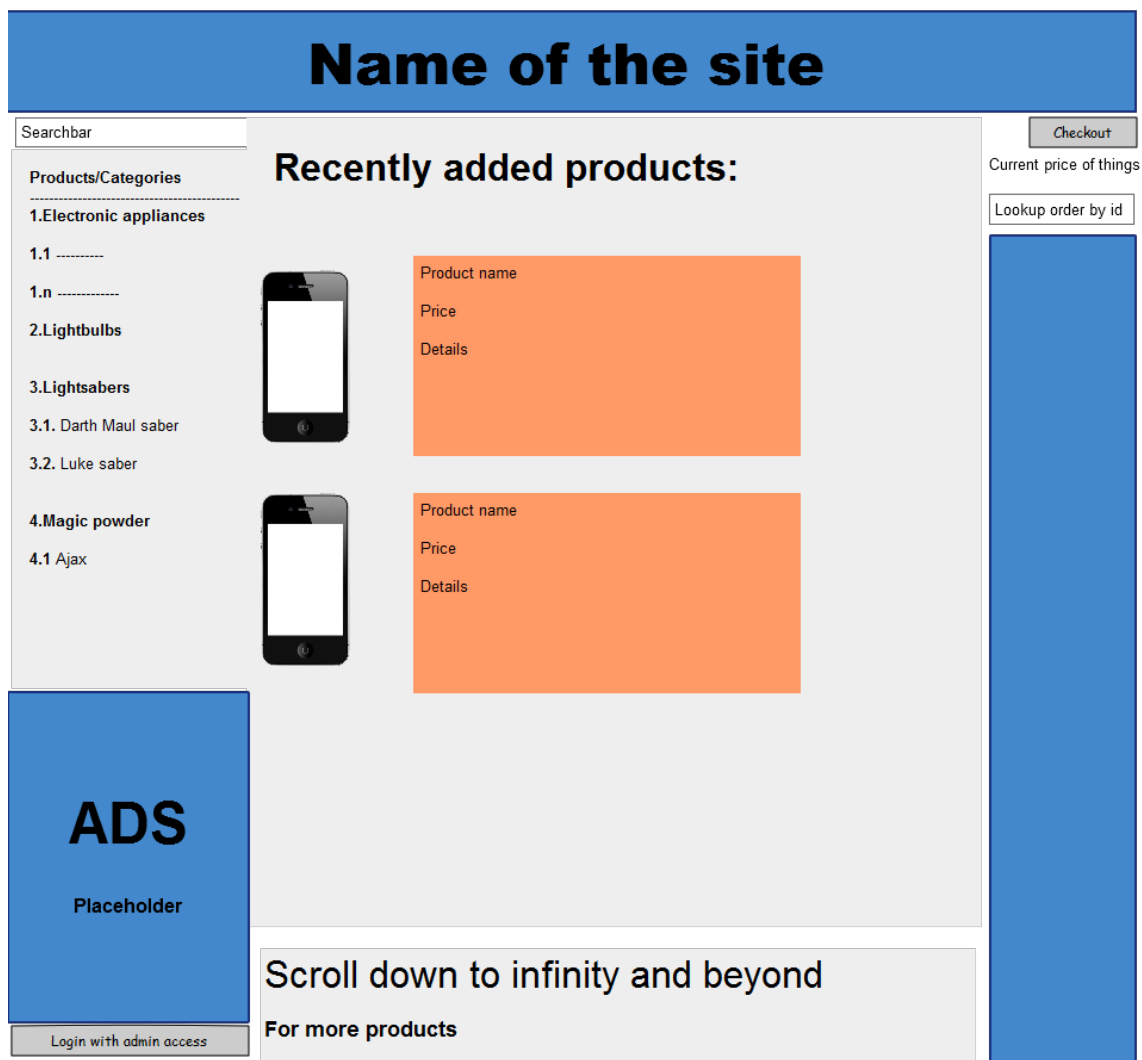 Name of the site
Searchbar
Products/Categories
--------------------------------------------
1.Electronic appliances
1.1 ----------
1.n -------------
2.Lightbulbs
3.Lightsabers
3.1. Darth Maul saber
3.2. Luke saber
4.Magic powder
4.1 Ajax
ADS
Placeholder
Login with admin access
Recently added products:
Product name
Price
Details
Product name
Price
Details
Scroll down to infinity and beyond
For more products
Checkout
Current price of things
Lookup order by id